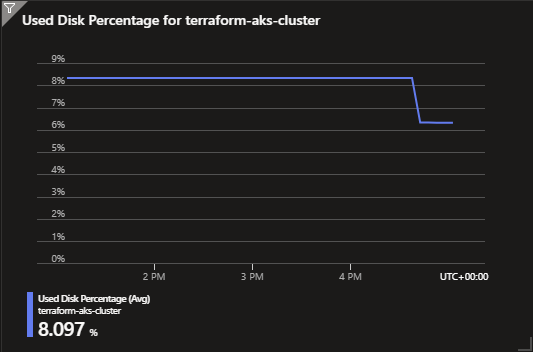 Used Disk Percentage for terraform-aks-cluster
9%
8%
7%
6%
5%
4%
3%
2%
1%
0%
2 PM 3 PM 4 PM UTC+00:00
Used Disk Percentage (Avg)
terraform-aks-cluster
8.097 %